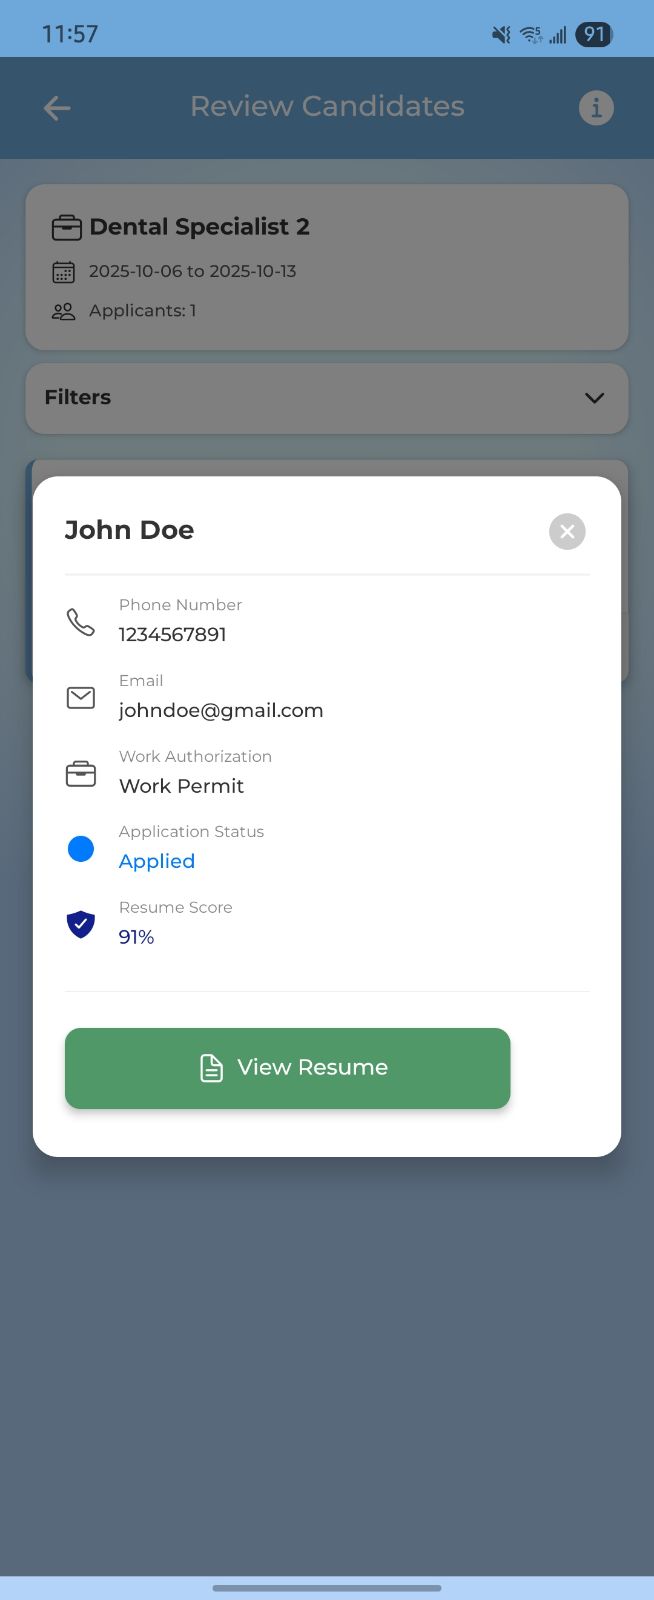 11:57
91
Review Candidates
Dental Specialist 2
2025-10-06 to 2025-10-13
Applicants: 1
Filters
John Doe
Phone Number
1234567891
Email
johndoe@gmail.com
Work Authorization
Work Permit
Application Status
Applied
Resume Score
91%
View Resume